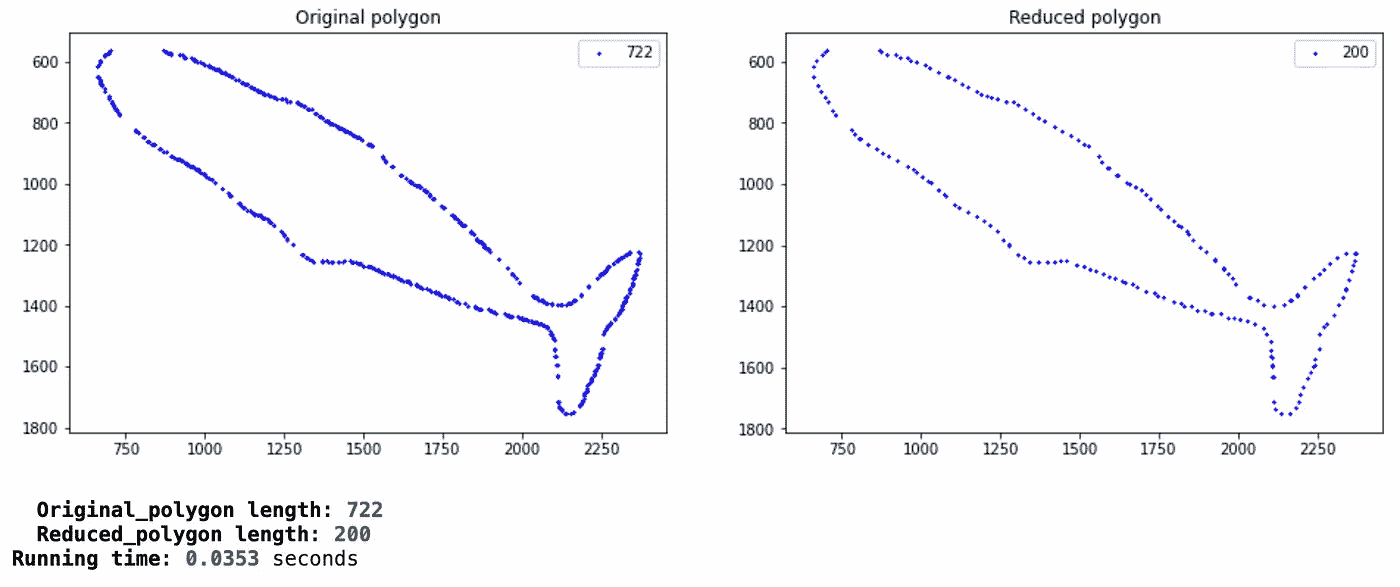 Original polygon
722
600
800
1000
1200
1400
1600
1800
750 1000 1250 1500 1750 2000 2250
Reduced polygon
200
600
800
1000
1200
1400
1600
1800
750 1000 1250 1500 1750 2000 2250
Original_polygon length: 722
Reduced_polygon length: 200
Running time: 0.0353 seconds